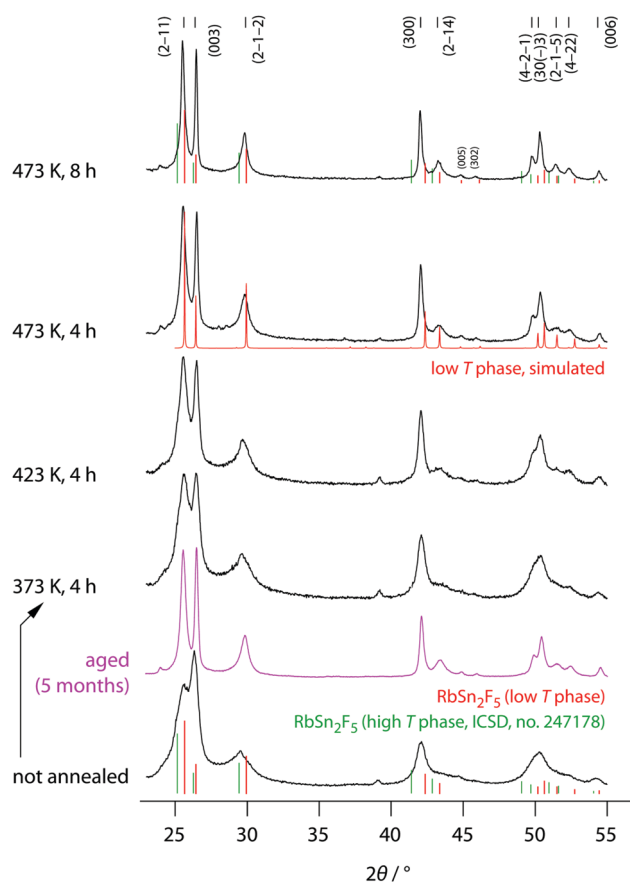 (2–11)
(003)
(2–1–2)
(300)
(2–14)
(4–2–1)
(30(–)3)
(2–1–5)
(4–22)
(006)
(005)
(302)
473 K, 8 h
473 K, 4 h
low T phase, simulated
423 K, 4 h
373 K, 4 h
aged
(5 months)
RbSn₂F₅ (low T phase)
RbSn₂F₅ (high T phase, ICSD, no. 247178)
not annealed
25 30 35 40 45 50 55
2θ / °